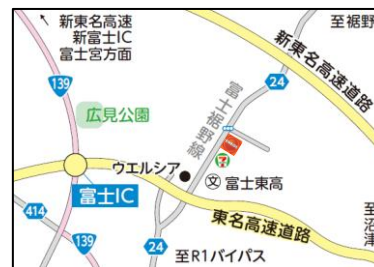 新東名高速
新富士IC
富士宮方面
至裾野
139
24
新東名高速道路
富士裾野線
広見公園
ウエルシア
7
文
富士東高
富士IC
414
東名高速道路
至沼津
139
24
至R1バイパス